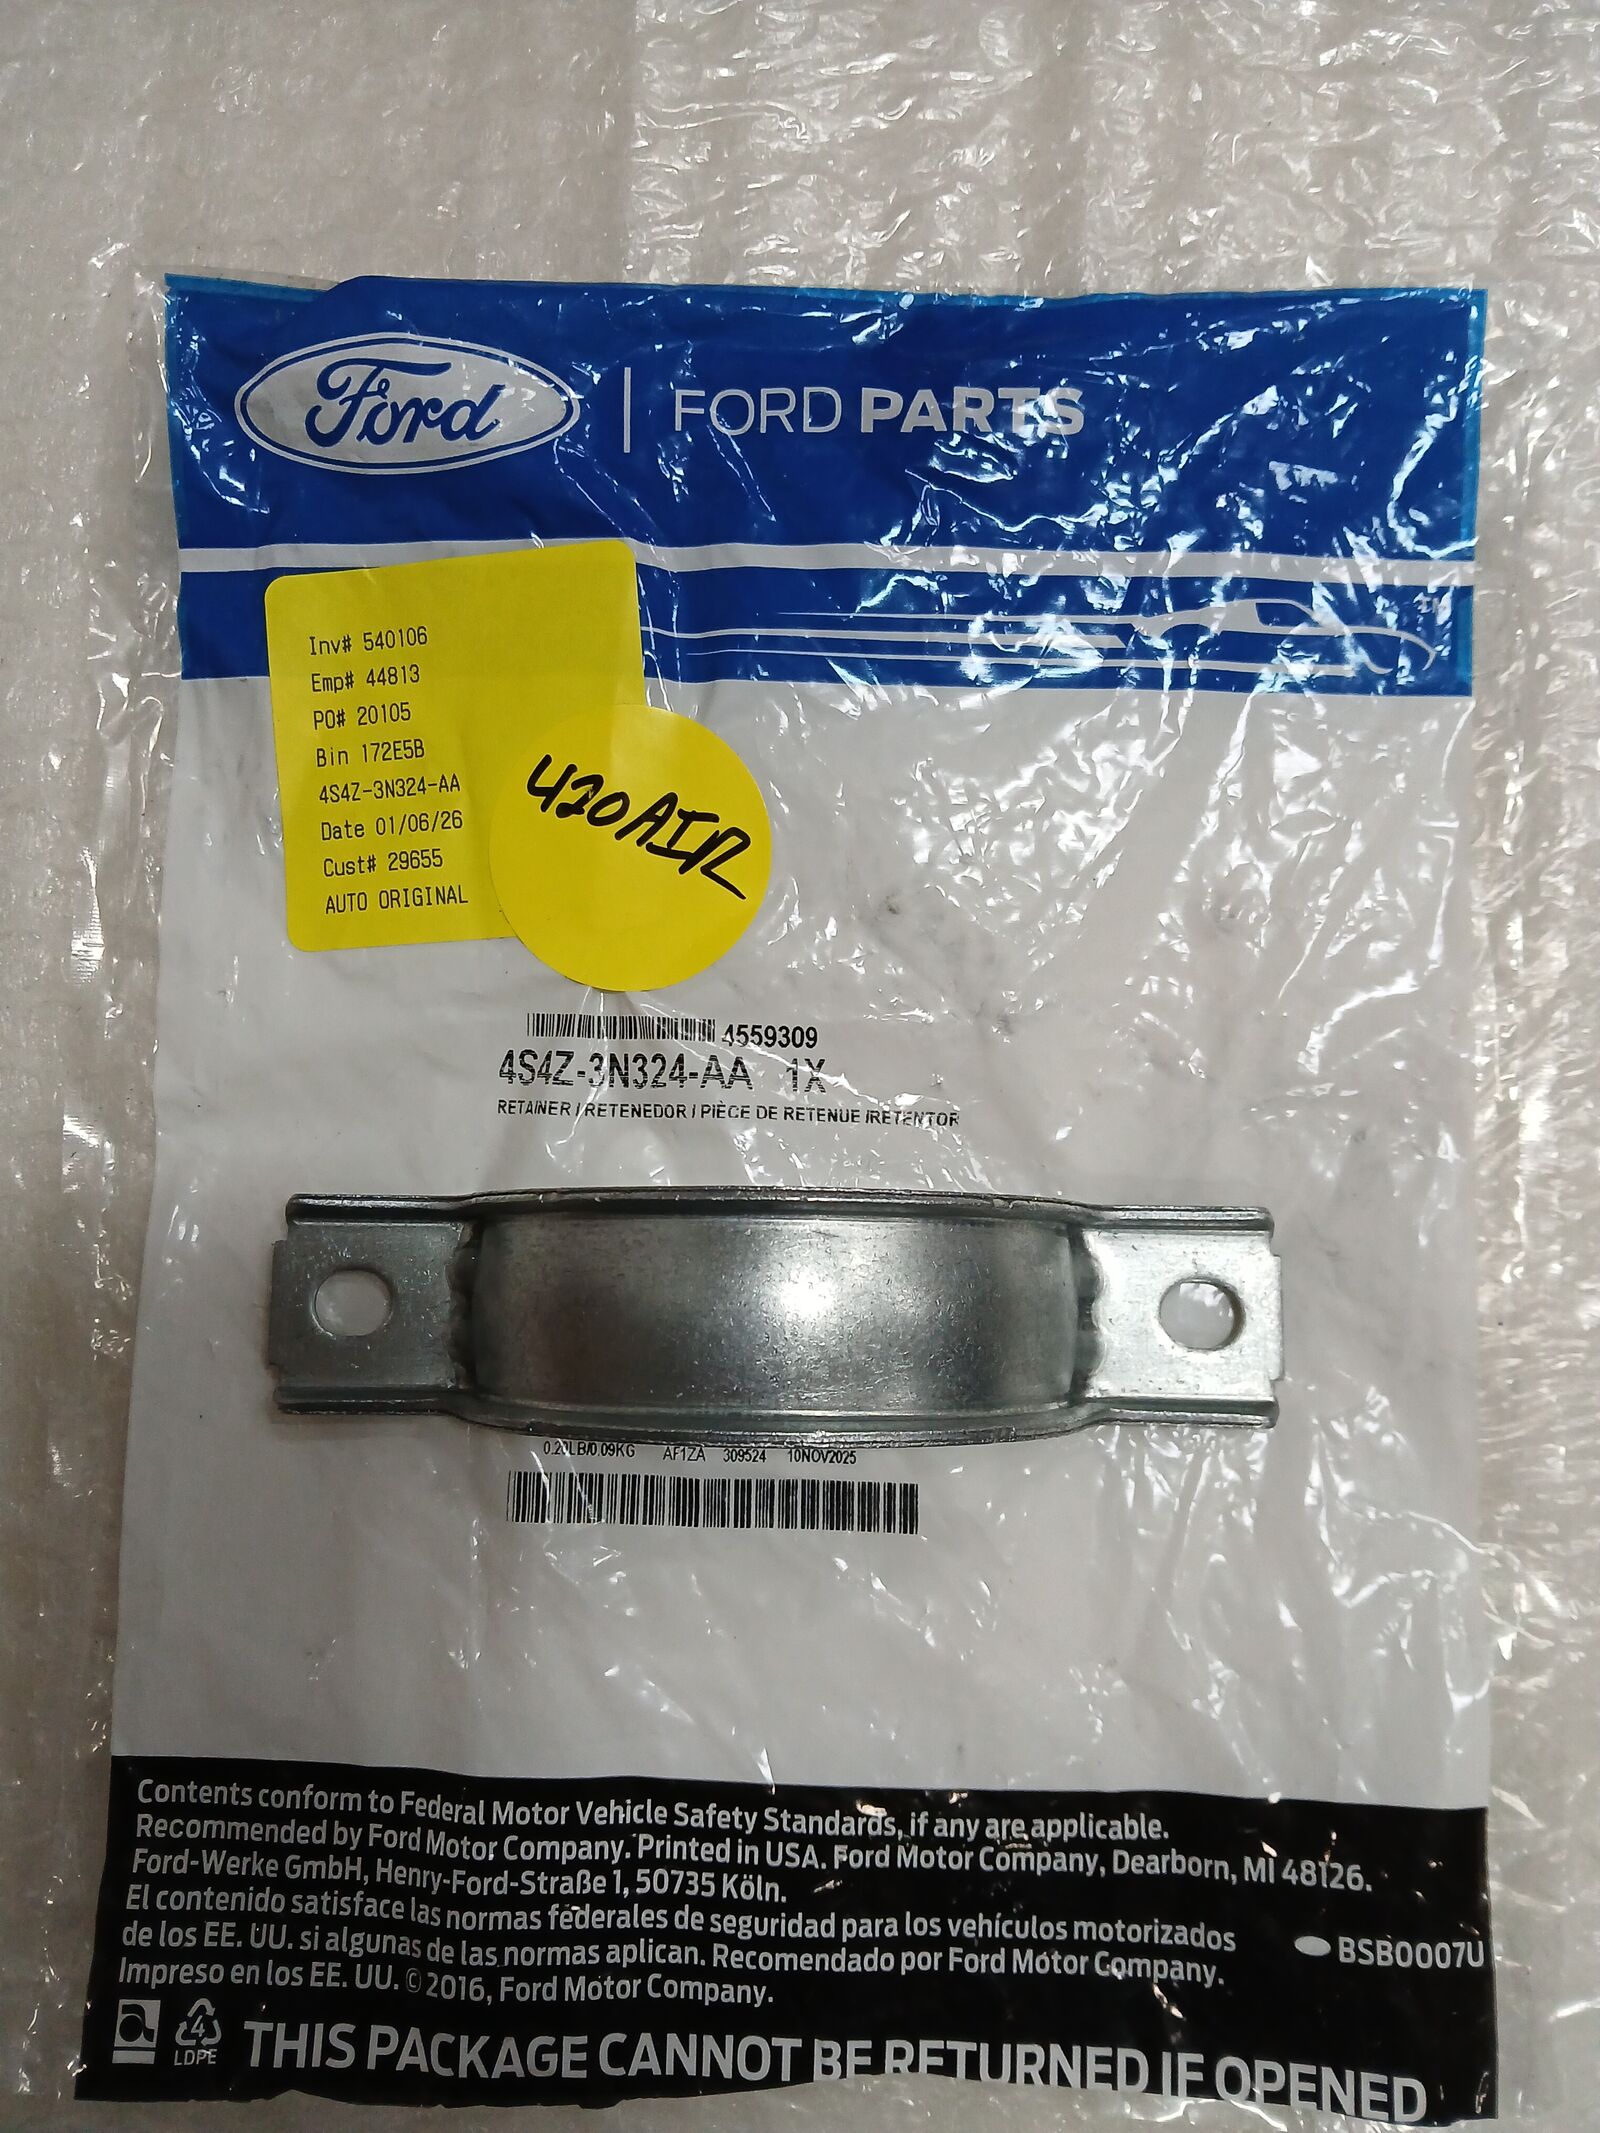 Ford | FORD PARTS
TM
Inv# 540106
Emp# 44813
PO# 20105
Bin 172E5B
4S4Z-3N324-AA
Date 01/06/26
Cust# 29655
AUTO ORIGINAL
420AIR
4559309
4S4Z-3N324-AA 1X
RETAINER / RETENEDOR / PIÈCE DE RETENUE /RETENTOR
0.20LB/0.09KG AF1ZA 309524 10NOV2025
Contents conform to Federal Motor Vehicle Safety Standards, if any are applicable.
Recommended by Ford Motor Company. Printed in USA. Ford Motor Company, Dearborn, MI 48126.
Ford-Werke GmbH, Henry-Ford-Straße 1, 50735 Köln.
El contenido satisface las normas federales de seguridad para los vehículos motorizados
de los EE. UU. si algunas de las normas aplican. Recomendado por Ford Motor Company.
Impreso en los EE. UU. © 2016, Ford Motor Company.
BSB0007U
4
LDPE
THIS PACKAGE CANNOT BE RETURNED IF OPENED